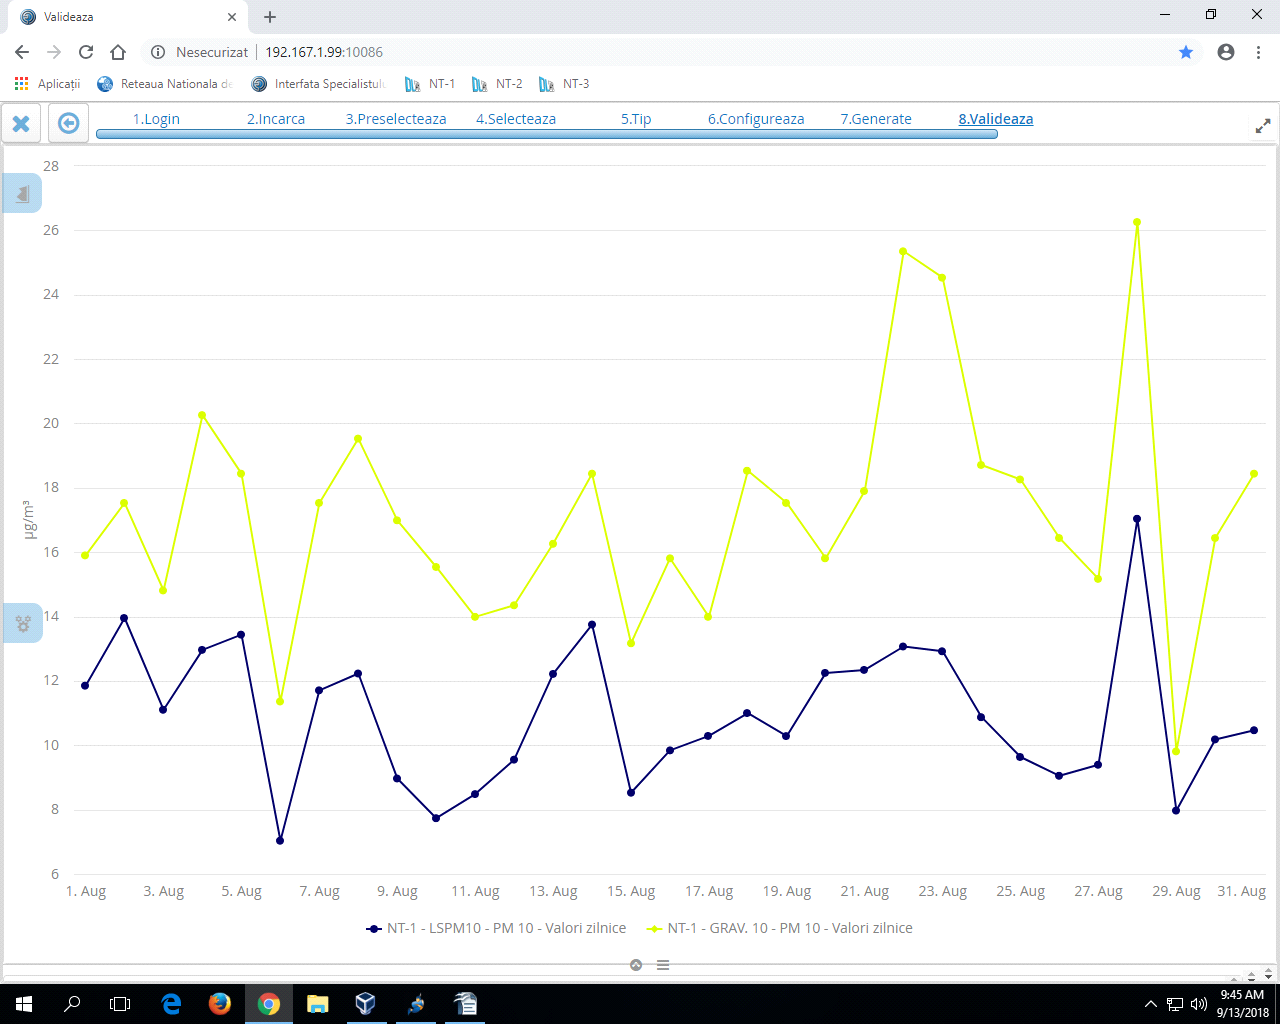 Valideaza
Nesecurizat 192.167.1.99:10086
Aplicații Reteaua Nationala de Interfata Specialistulu NT-1 NT-2 NT-3
1.Login 2.Incarca 3.Preselecteaza 4.Selecteaza 5.Tip 6.Configureaza 7.Generate 8.Valideaza
28
26
24
22
20
18
µg/m³
16
14
12
10
8
6
1. Aug 3. Aug 5. Aug 7. Aug 9. Aug 11. Aug 13. Aug 15. Aug 17. Aug 19. Aug 21. Aug 23. Aug 25. Aug 27. Aug 29. Aug 31. Aug
NT-1 - LSPM10 - PM 10 - Valori zilnice NT-1 - GRAV. 10 - PM 10 - Valori zilnice
9:45 AM
9/13/2018